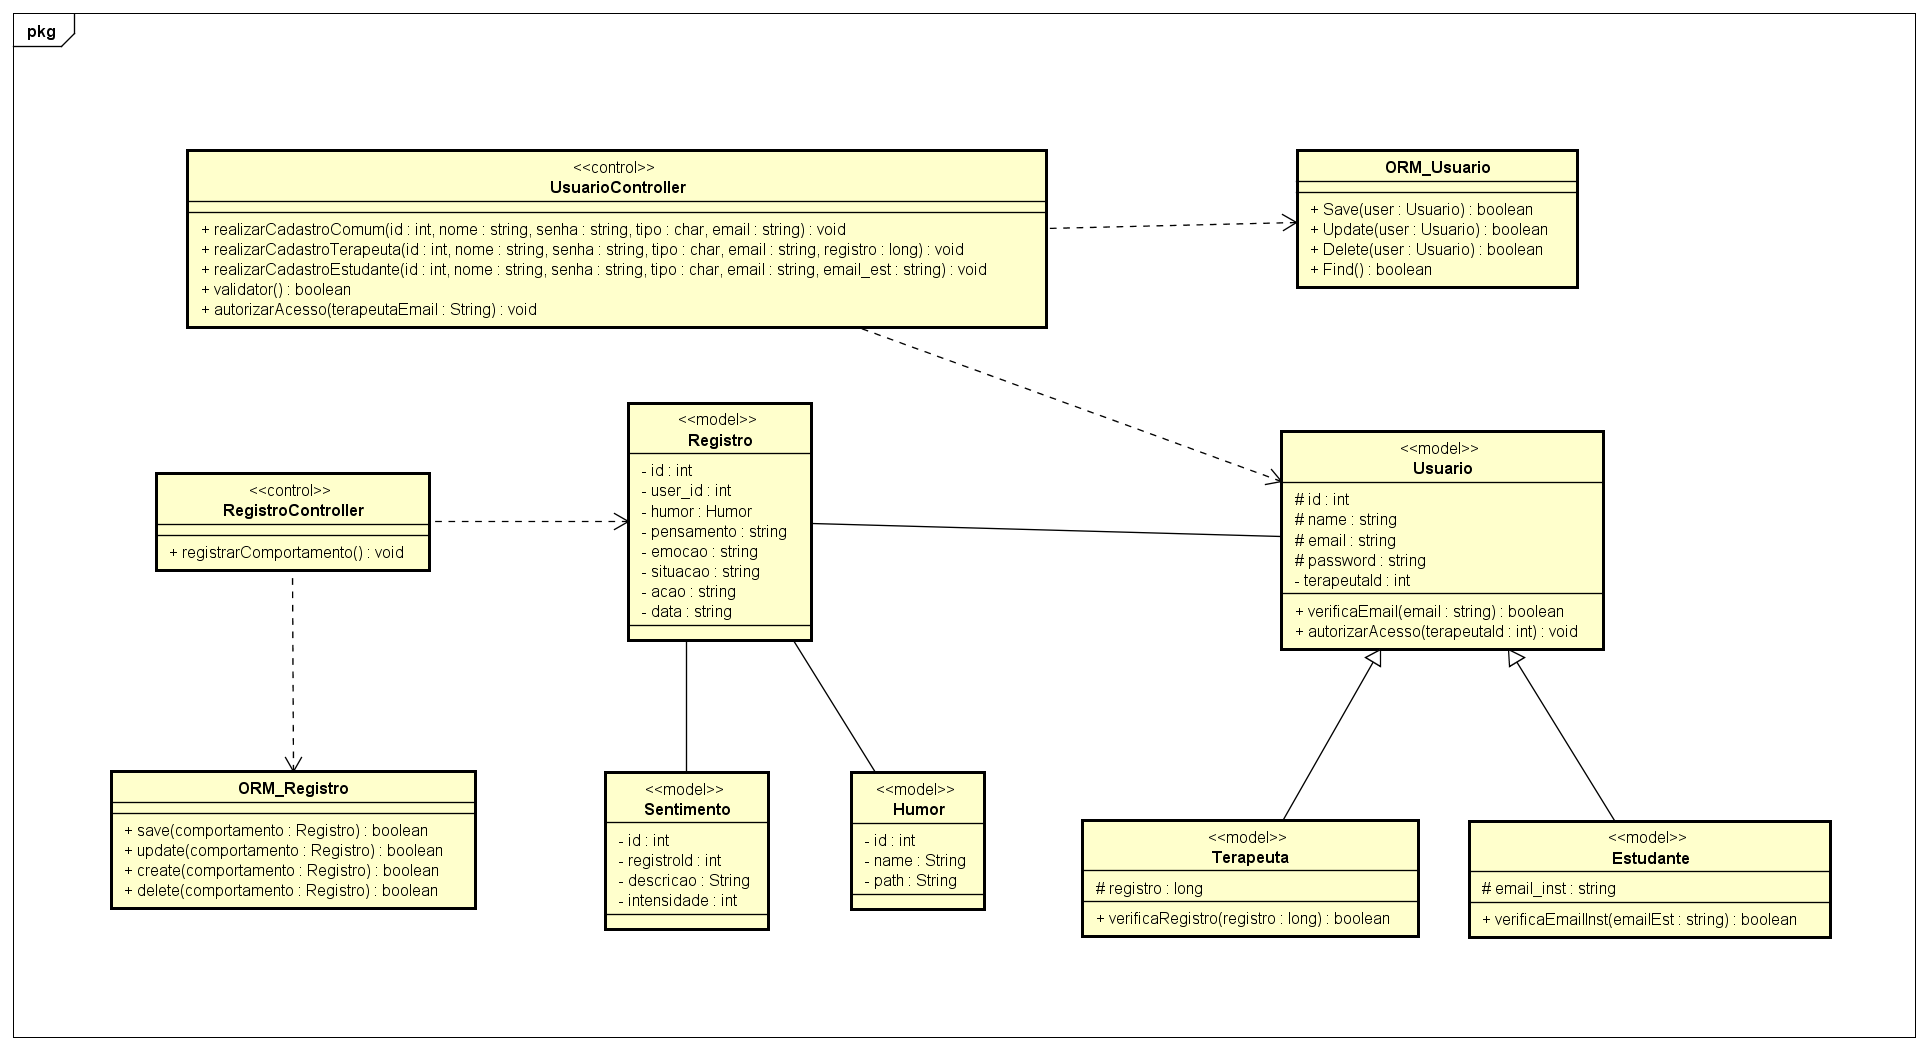 pkg
<<control>>
UsuarioController
+ realizarCadastroComum(id : int, nome : string, senha : string, tipo : char, email : string) : void
+ realizarCadastroTerapeuta(id : int, nome : string, senha : string, tipo : char, email : string, registro : long) : void
+ realizarCadastroEstudante(id : int, nome : string, senha : string, tipo : char, email : string, email_est : string) : void
+ validator() : boolean
+ autorizarAcesso(terapeutaEmail : String) : void
ORM_Usuario
+ Save(user : Usuario) : boolean
+ Update(user : Usuario) : boolean
+ Delete(user : Usuario) : boolean
+ Find() : boolean
<<model>>
Registro
- id : int
- user_id : int
- humor : Humor
- pensamento : string
- emocao : string
- situacao : string
- acao : string
- data : string
<<model>>
Usuario
# id : int
# name : string
# email : string
# password : string
- terapeutaId : int
+ verificaEmail(email : string) : boolean
+ autorizarAcesso(terapeutaId : int) : void
<<control>>
RegistroController
+ registrarComportamento() : void
ORM_Registro
+ save(comportamento : Registro) : boolean
+ update(comportamento : Registro) : boolean
+ create(comportamento : Registro) : boolean
+ delete(comportamento : Registro) : boolean
<<model>>
Sentimento
- id : int
- registroId : int
- descricao : String
- intensidade : int
<<model>>
Humor
- id : int
- name : String
- path : String
<<model>>
Terapeuta
# registro : long
+ verificaRegistro(registro : long) : boolean
<<model>>
Estudante
# email_inst : string
+ verificaEmailInst(emailEst : string) : boolean